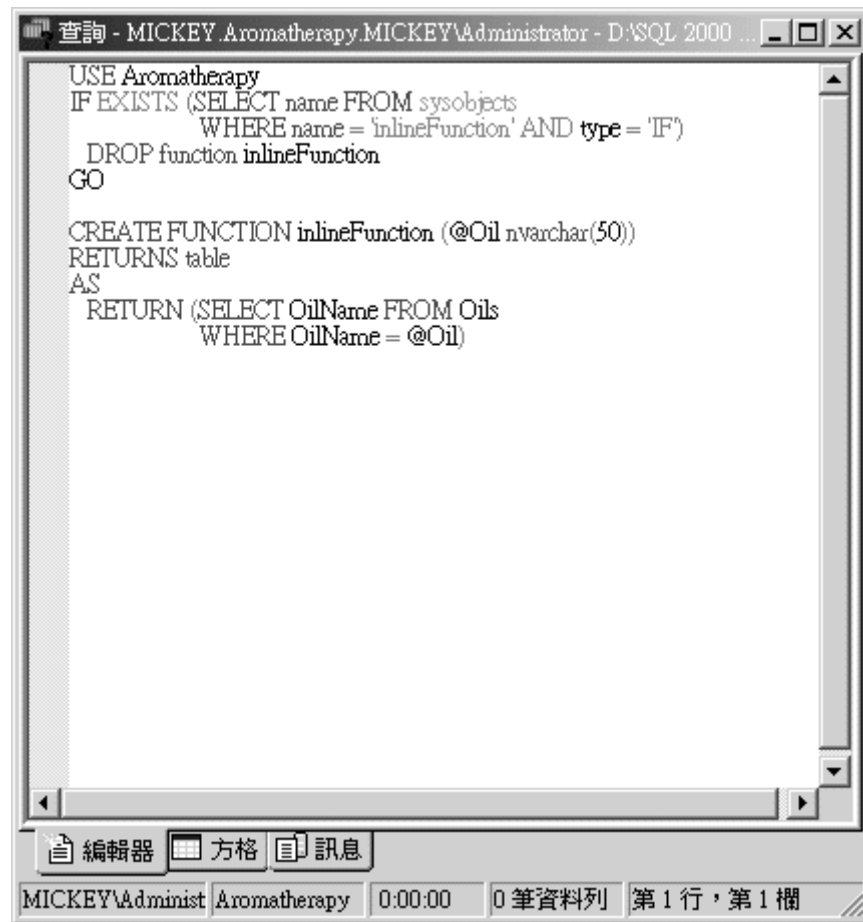 查詢 - MICKEY.Aromatherapy.MICKEY\Administrator - D:\SQL 2000 ...
USE Aromatherapy
IF EXISTS (SELECT name FROM sysobjects
WHERE name = 'inlineFunction' AND type = 'IF')
DROP function inlineFunction
GO
CREATE FUNCTION inlineFunction (@Oil nvarchar(50))
RETURNS table
AS
RETURN (SELECT OilName FROM Oils
WHERE OilName = @Oil)
編輯器 方格 訊息
MICKEY\Administ Aromatherapy 0:00:00 0 筆資料列 第 1 行，第 1 欄